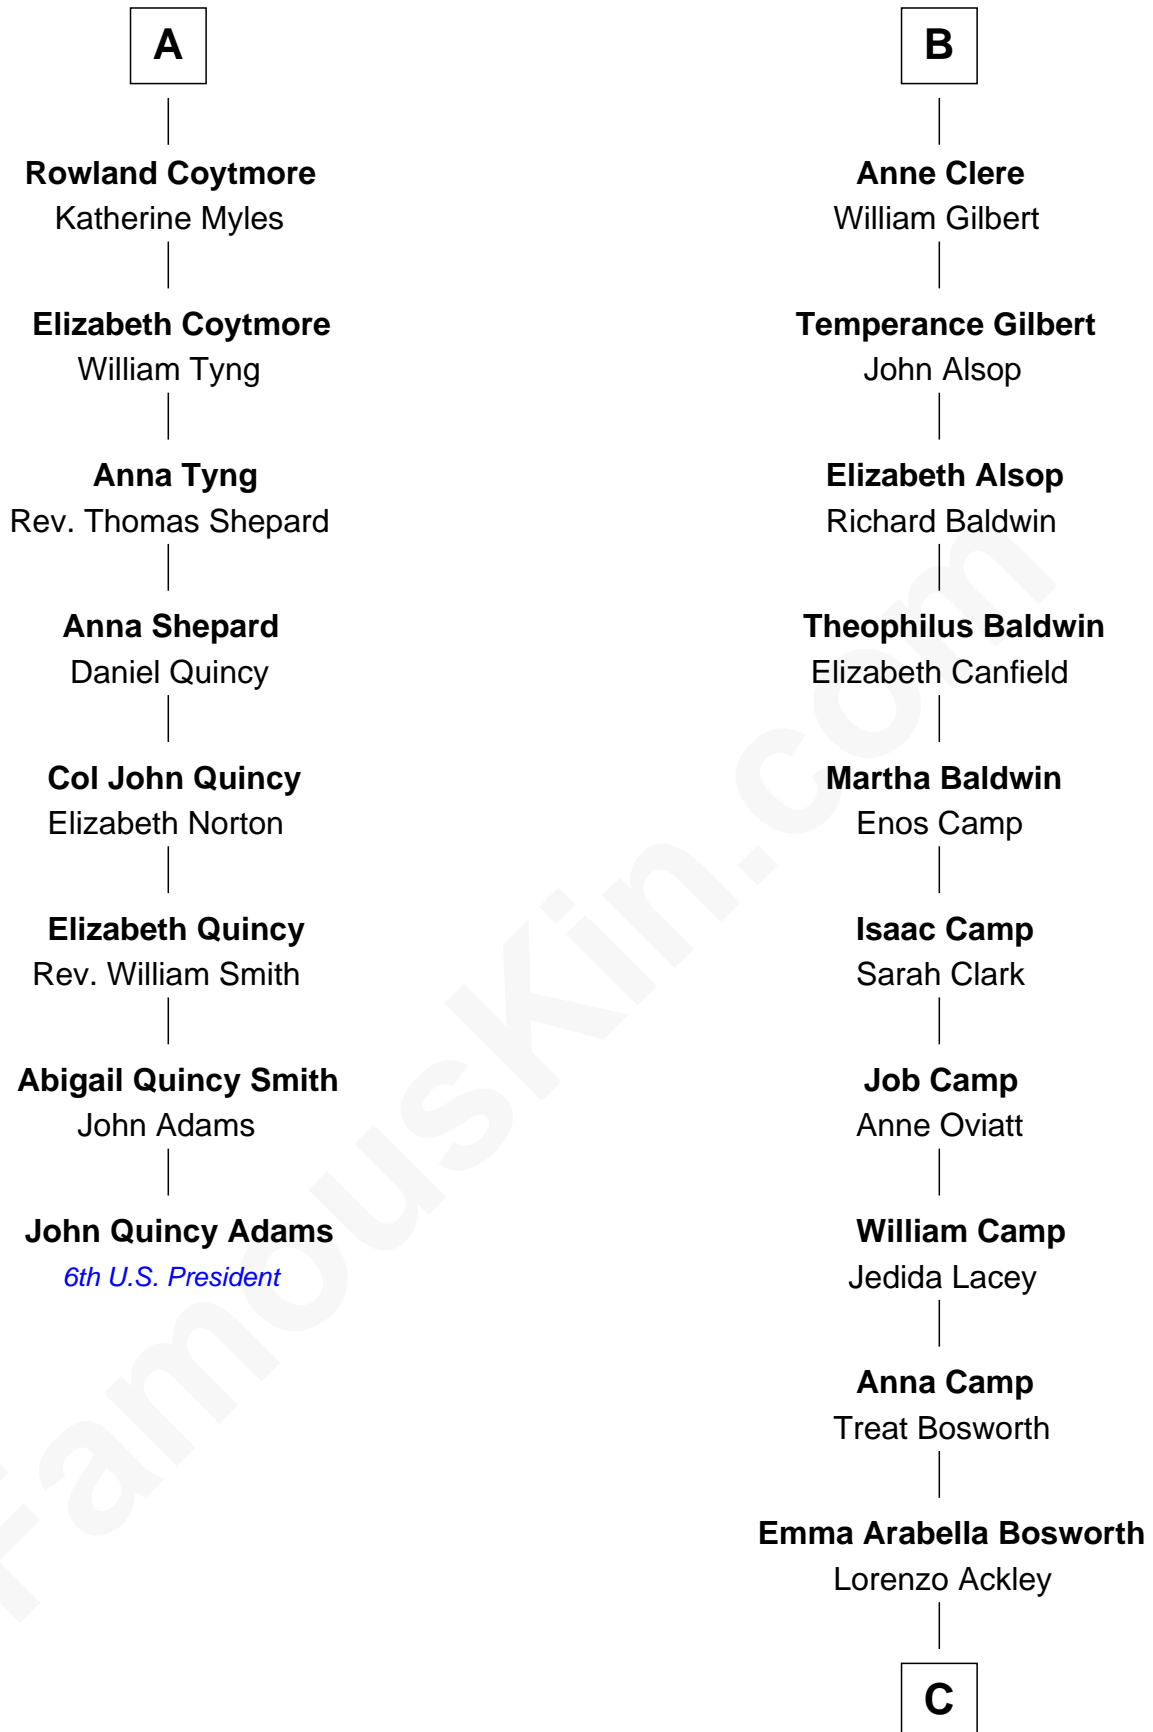 A
Rowland Coytmore
Katherine Myles
Elizabeth Coytmore
William Tyng
Anna Tyng
Rev. Thomas Shepard
Anna Shepard
Daniel Quincy
Col John Quincy
Elizabeth Norton
Elizabeth Quincy
Rev. William Smith
Abigail Quincy Smith
John Adams
John Quincy Adams
6th U.S. President
B
Anne Clere
William Gilbert
Temperance Gilbert
John Alsop
Elizabeth Alsop
Richard Baldwin
Theophilus Baldwin
Elizabeth Canfield
Martha Baldwin
Enos Camp
Isaac Camp
Sarah Clark
Job Camp
Anne Oviatt
William Camp
Jedida Lacey
Anna Camp
Treat Bosworth
Emma Arabella Bosworth
Lorenzo Ackley
C
FamousKin.com